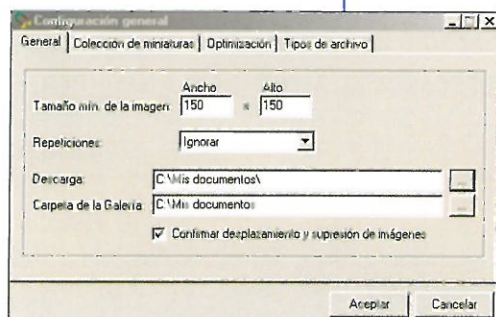 Configuración general
General Colección de miniaturas Optimización Tipos de archivo
Ancho Alto
Tamaño mín. de la imagen: 150 x 150
Repeticiones: Ignorar
Descarga: C:\Mis documentos\ ...
Carpeta de la Galería: C:\Mis documentos ...
Confirmar desplazamiento y supresión de imágenes
Aceptar Cancelar